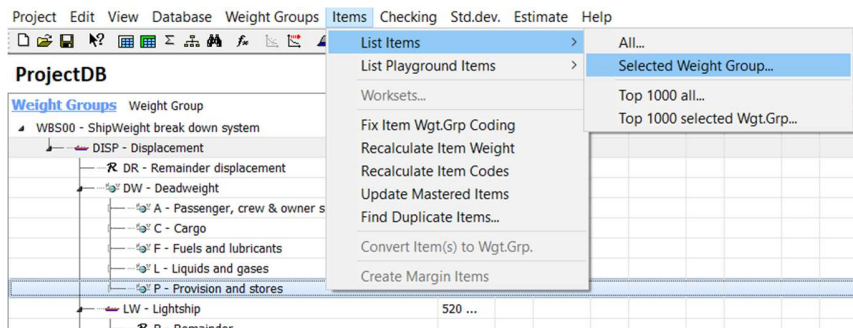 Project Edit View Database Weight Groups Items Checking Std.dev. Estimate Help
List Items
All...
List Playground Items
Selected Weight Group...
Worksets...
Top 1000 all...
Top 1000 selected Wgt.Grp...
Fix Item Wgt.Grp Coding
Recalculate Item Weight
Recalculate Item Codes
Update Mastered Items
Find Duplicate Items...
Convert Item(s) to Wgt.Grp.
Create Margin Items
ProjectDB
Weight Groups Weight Group
WBS00 - ShipWeight break down system
DISP - Displacement
R DR - Remainder displacement
DW - Deadweight
A - Passenger, crew & owner s
C - Cargo
F - Fuels and lubricants
L - Liquids and gases
P - Provision and stores
LW - Lightship 520 ...